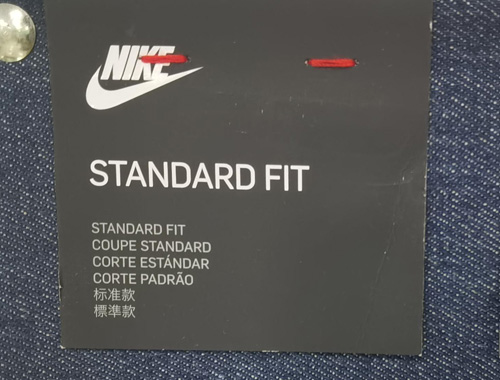 NIKE
STANDARD FIT
STANDARD FIT
COUPE STANDARD
CORTE ESTÁNDAR
CORTE PADRÃO
标准款
標準款